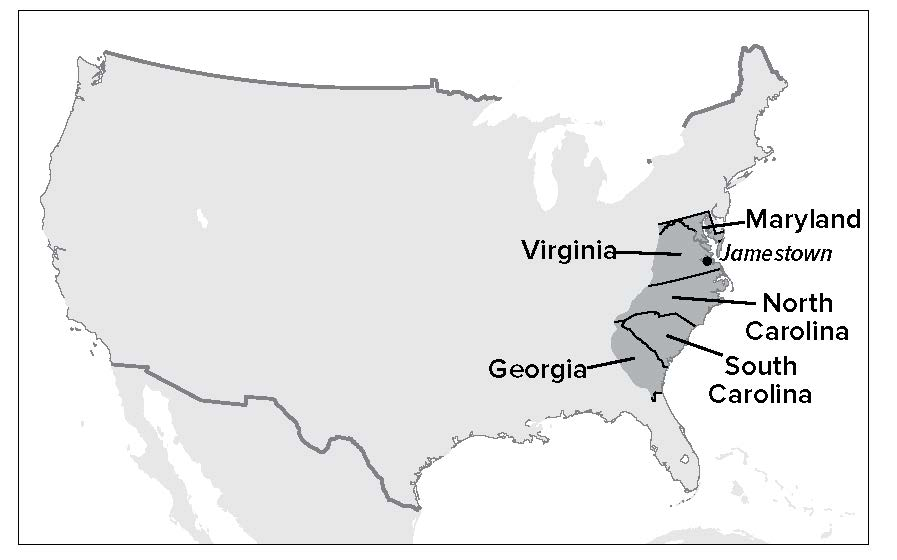 Maryland
Virginia
Jamestown
North
Carolina
Georgia
South
Carolina